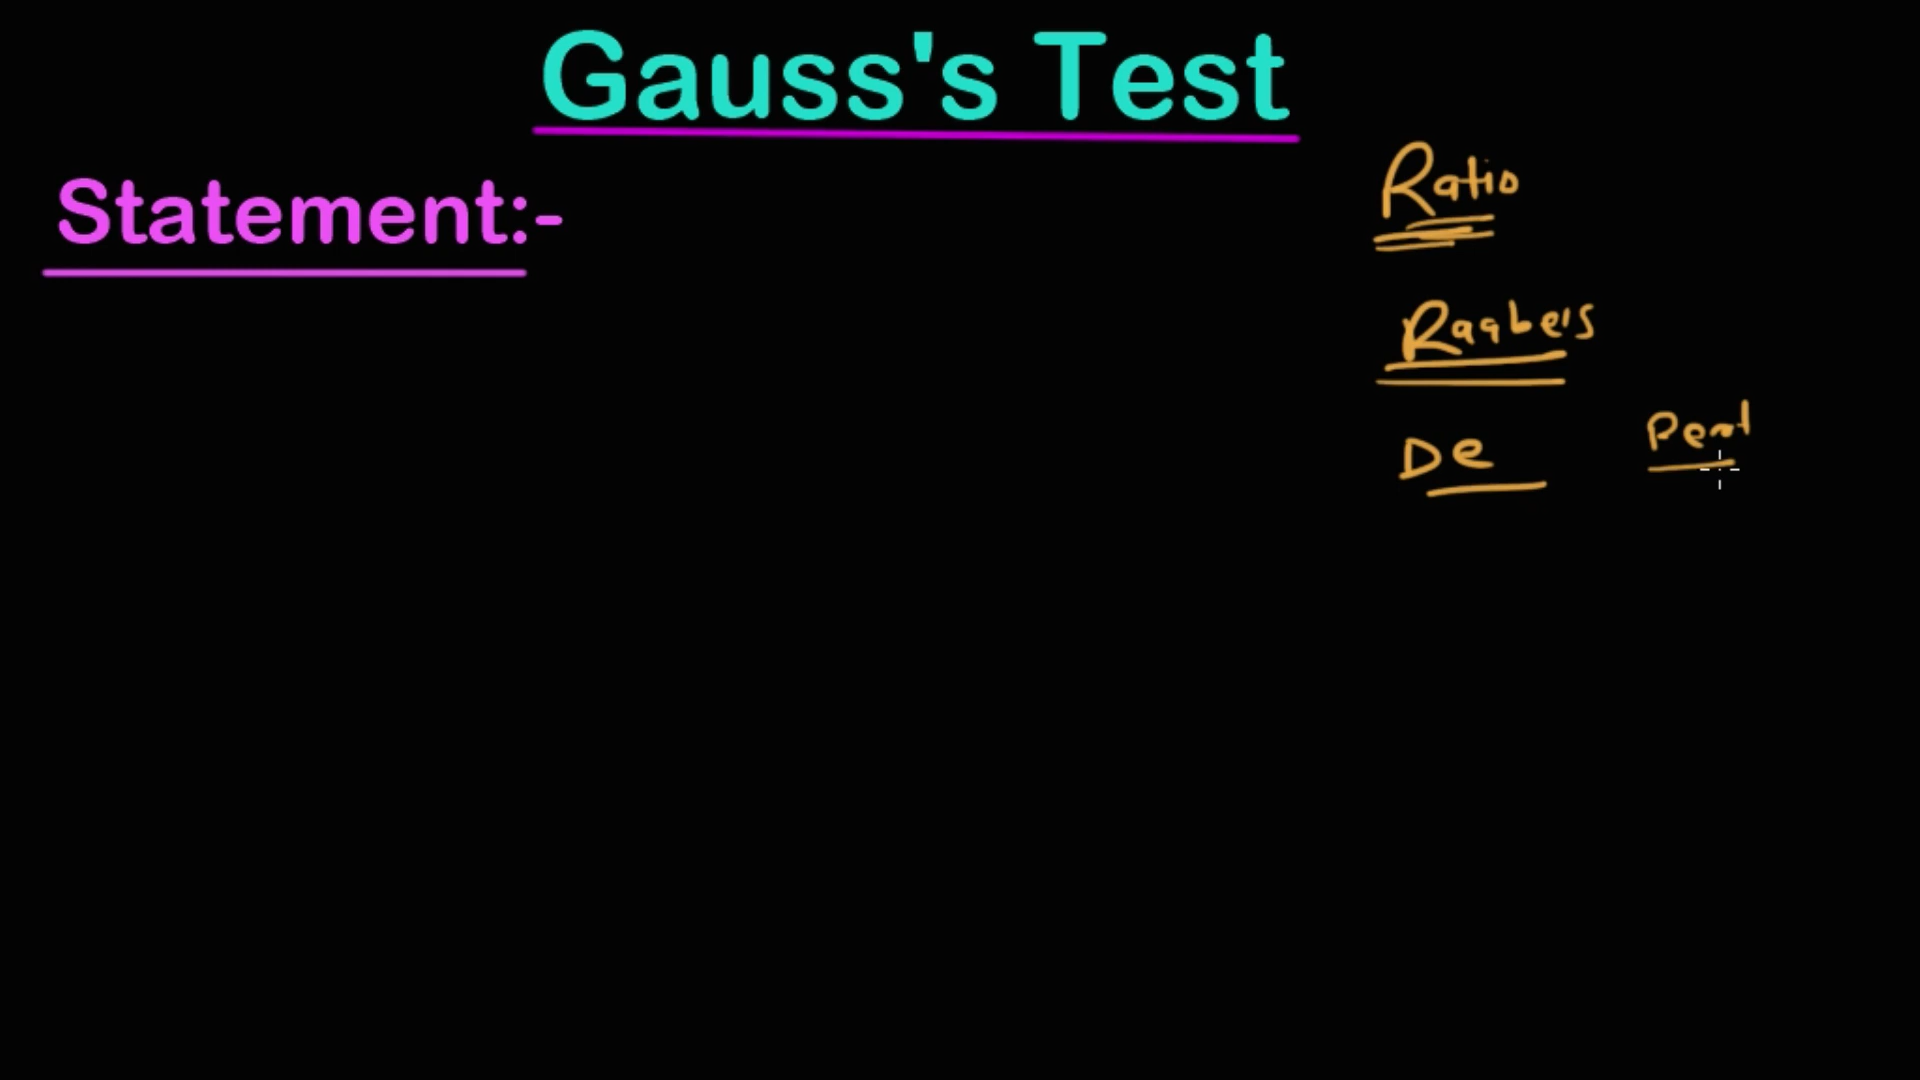 Gauss's Test
Statement:-
Ratio
Raabe's
De